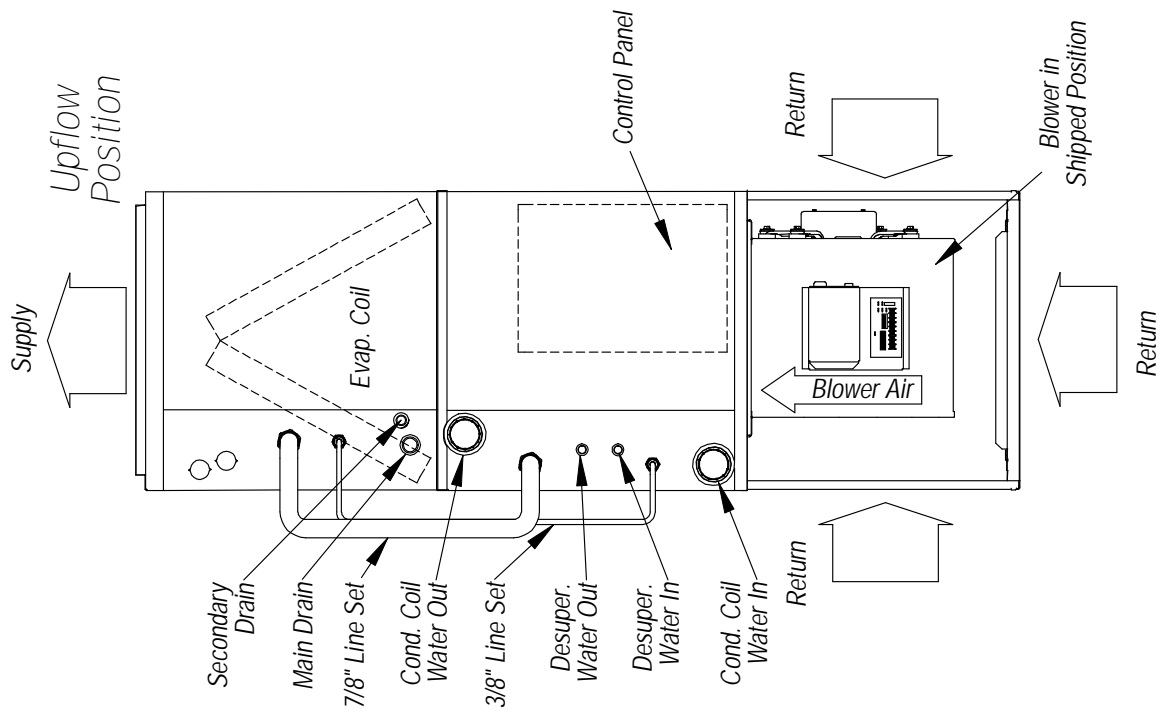 Upflow
Position
Supply
Evap. Coil
Control Panel
Return
Blower in
Shipped Position
Blower Air
Return
Return
Secondary
Drain
Main Drain
7/8" Line Set
Cond. Coil
Water Out
3/8" Line Set
Desuper.
Water Out
Desuper.
Water In
Cond. Coil
Water In